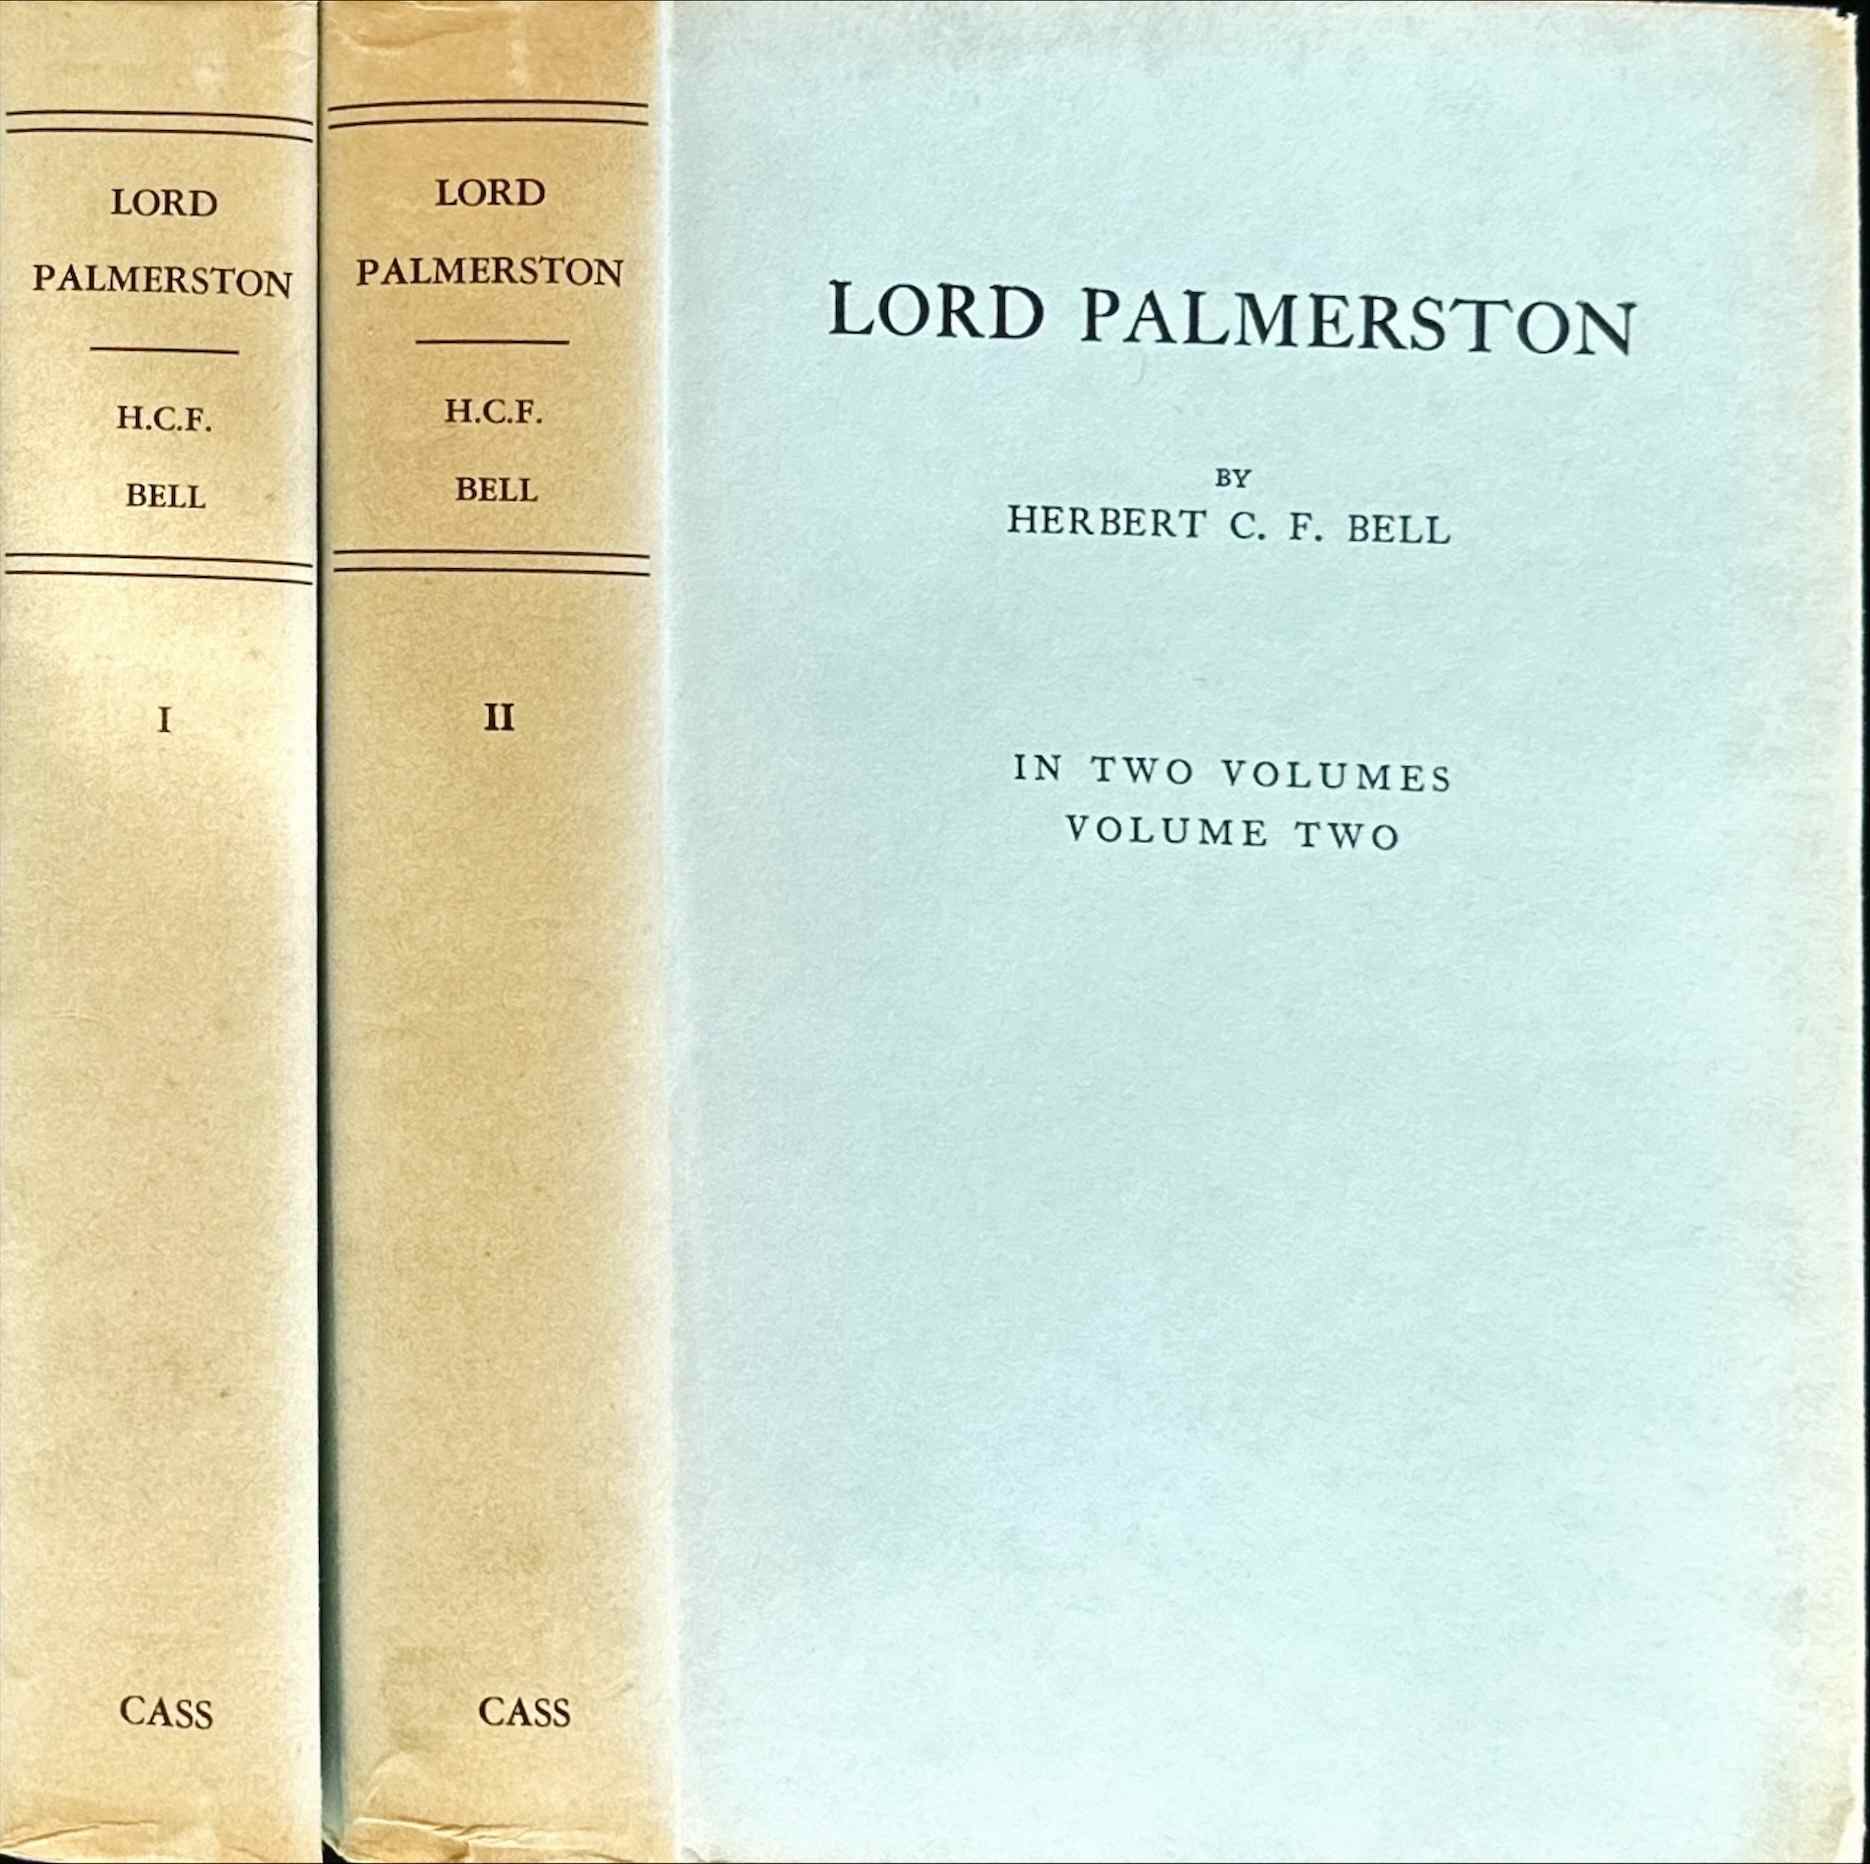 LORD
PALMERSTON
H.C.F.
BELL
I
CASS
LORD
PALMERSTON
H.C.F.
BELL
II
CASS
LORD PALMERSTON
BY
HERBERT C. F. BELL
IN TWO VOLUMES
VOLUME TWO